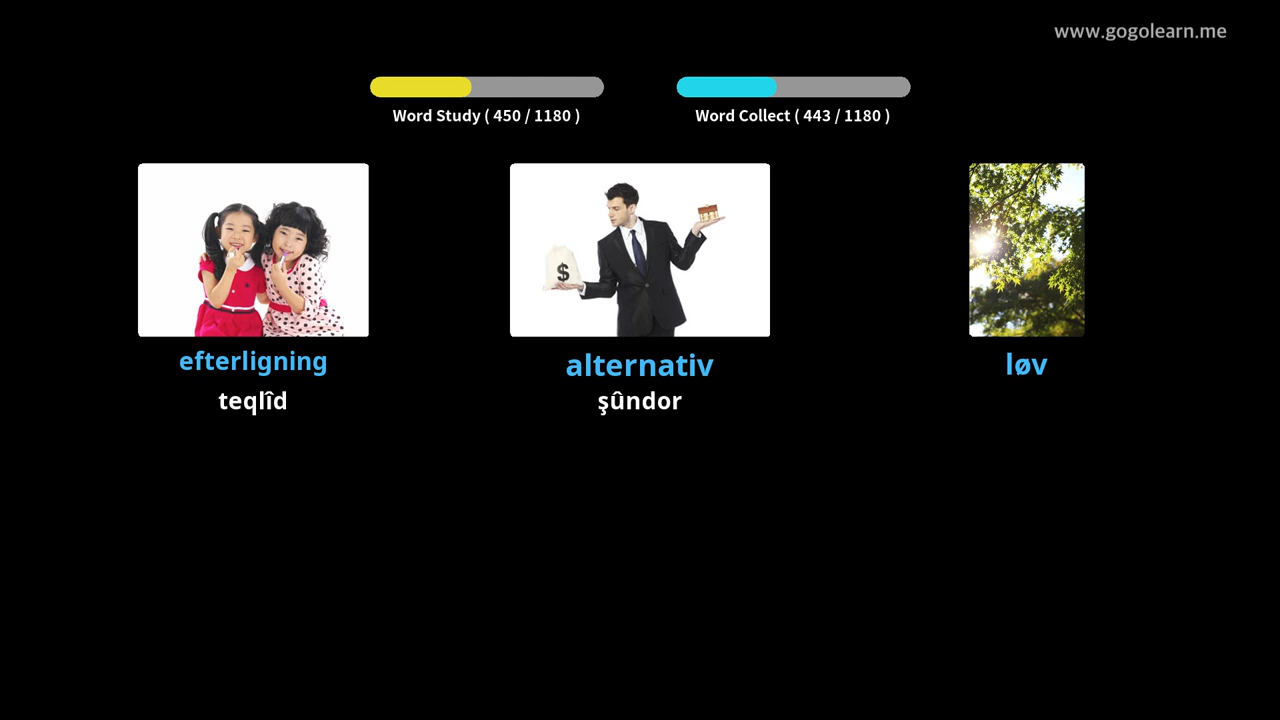 www.gogolearn.me
Word Study ( 450 / 1180 )
Word Collect ( 443 / 1180 )
$
efterligning
teqlîd
alternativ
şûndor
løv